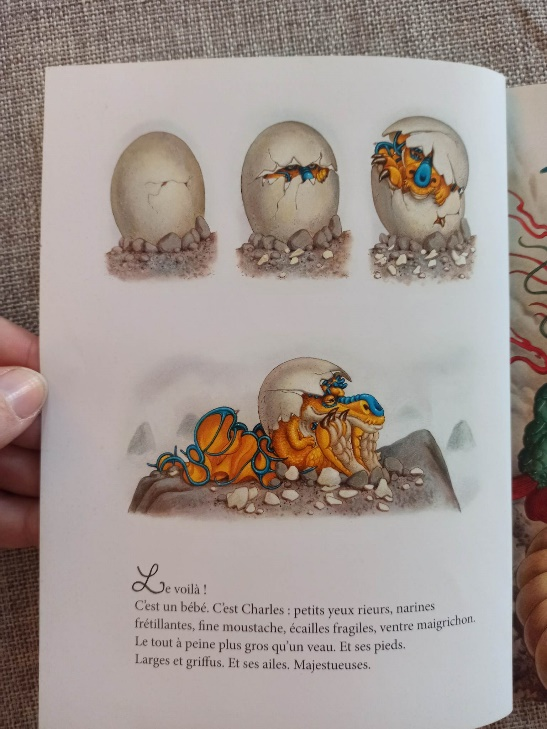 Le voilà !
C'est un bébé. C'est Charles : petits yeux rieurs, narines
frétillantes, fine moustache, écailles fragiles, ventre maigrichon.
Le tout à peine plus gros qu'un veau. Et ses pieds.
Larges et griffus. Et ses ailes. Majestueuses.